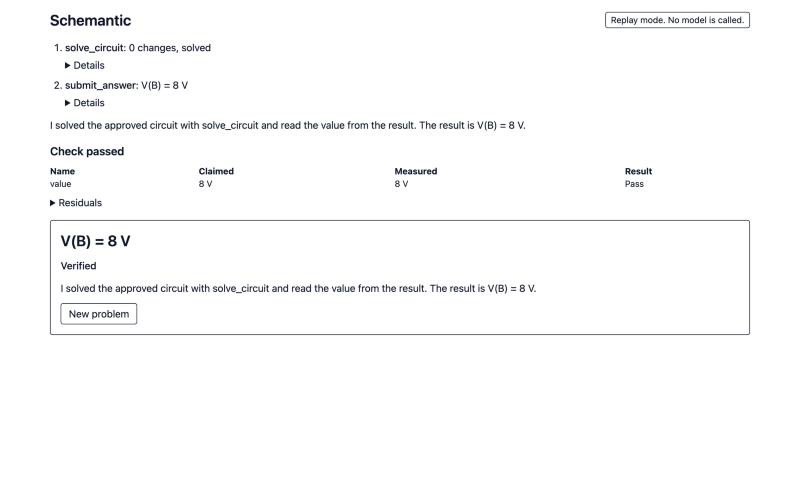 Schemantic
Replay mode. No model is called.
1. solve_circuit: 0 changes, solved
▶ Details
2. submit_answer: V(B) = 8 V
▶ Details
I solved the approved circuit with solve_circuit and read the value from the result. The result is V(B) = 8 V.
Check passed
Name Claimed Measured Result
value 8 V 8 V Pass
▶ Residuals
V(B) = 8 V
Verified
I solved the approved circuit with solve_circuit and read the value from the result. The result is V(B) = 8 V.
New problem